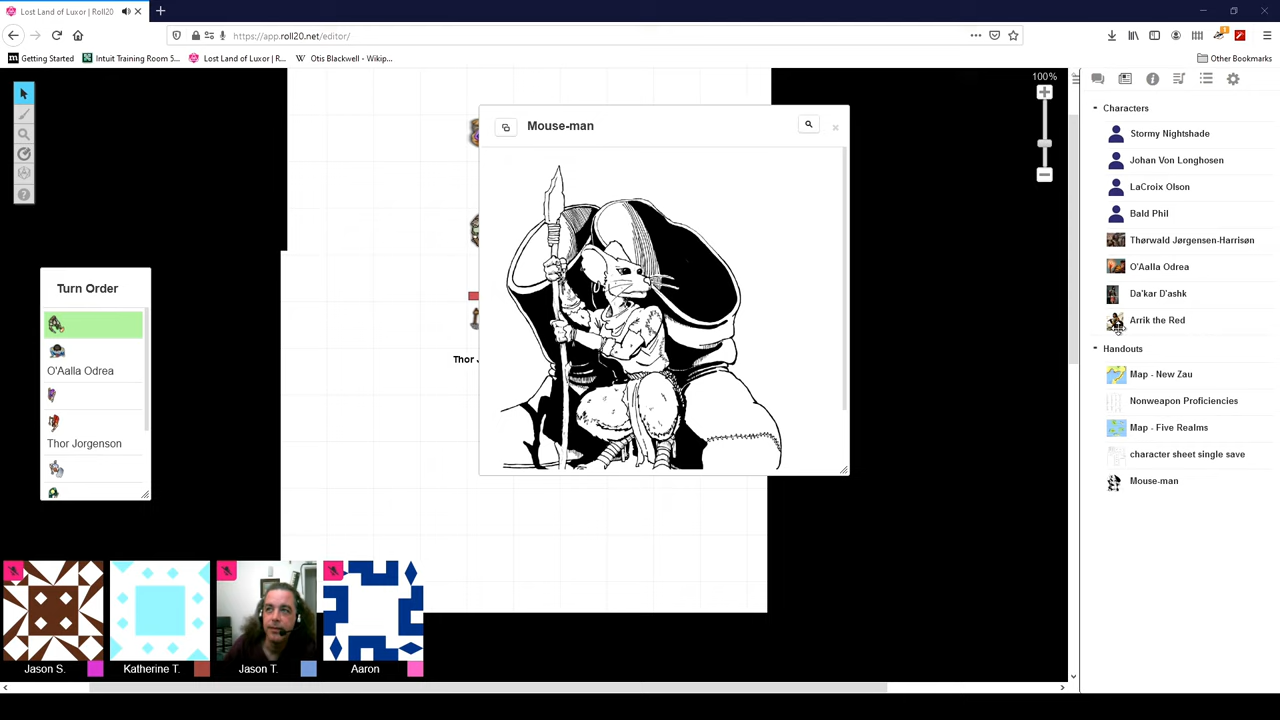 Lost Land of Luxor | Roll20
https://app.roll20.net/editor/
Getting Started
Intuit Training Room 5...
Lost Land of Luxor | R...
Otis Blackwell - Wikip...
Other Bookmarks
100%
Mouse-man
Turn Order
O'Aalla Odrea
Thor Jorgenson
Thor J
Characters
Stormy Nightshade
Johan Von Longhosen
LaCroix Olson
Bald Phil
Thørwald Jørgensen-Harrisøn
O'Aalla Odrea
Da'kar D'ashk
Arrik the Red
Handouts
Map - New Zau
Nonweapon Proficiencies
Map - Five Realms
character sheet single save
Mouse-man
Jason S.
Katherine T.
Jason T.
Aaron